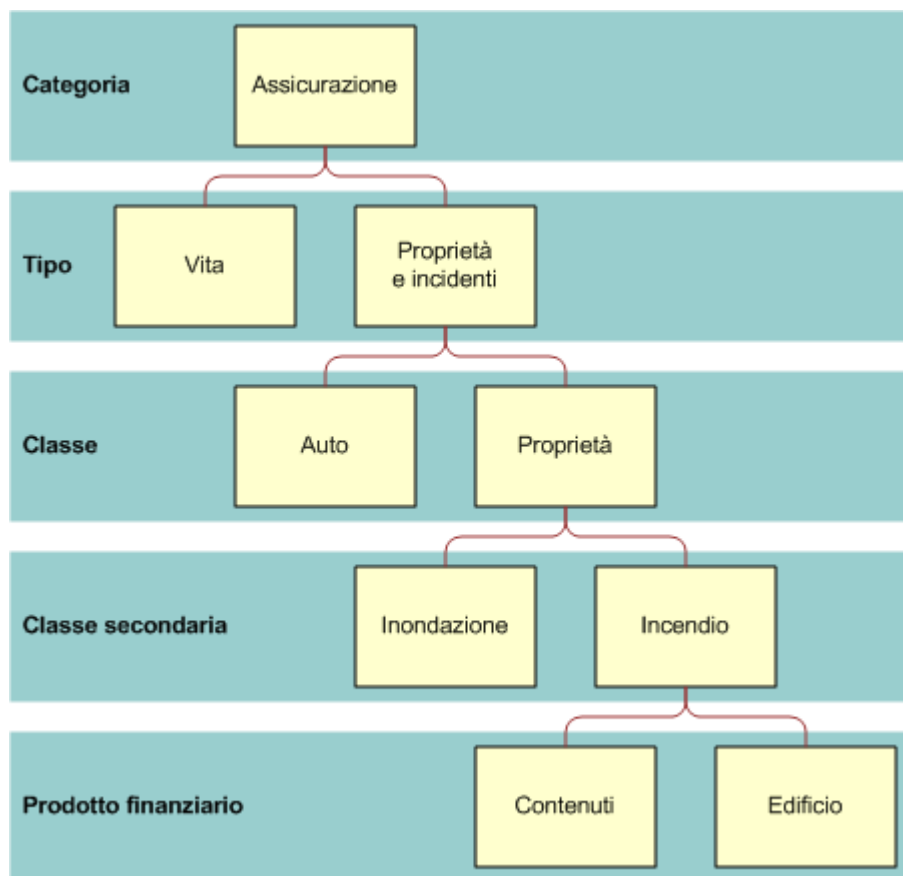 Categoria
Assicurazione
Tipo
Vita
Proprietà
e incidenti
Classe
Auto
Proprietà
Classe secondaria
Inondazione
Incendio
Prodotto finanziario
Contenuti
Edificio